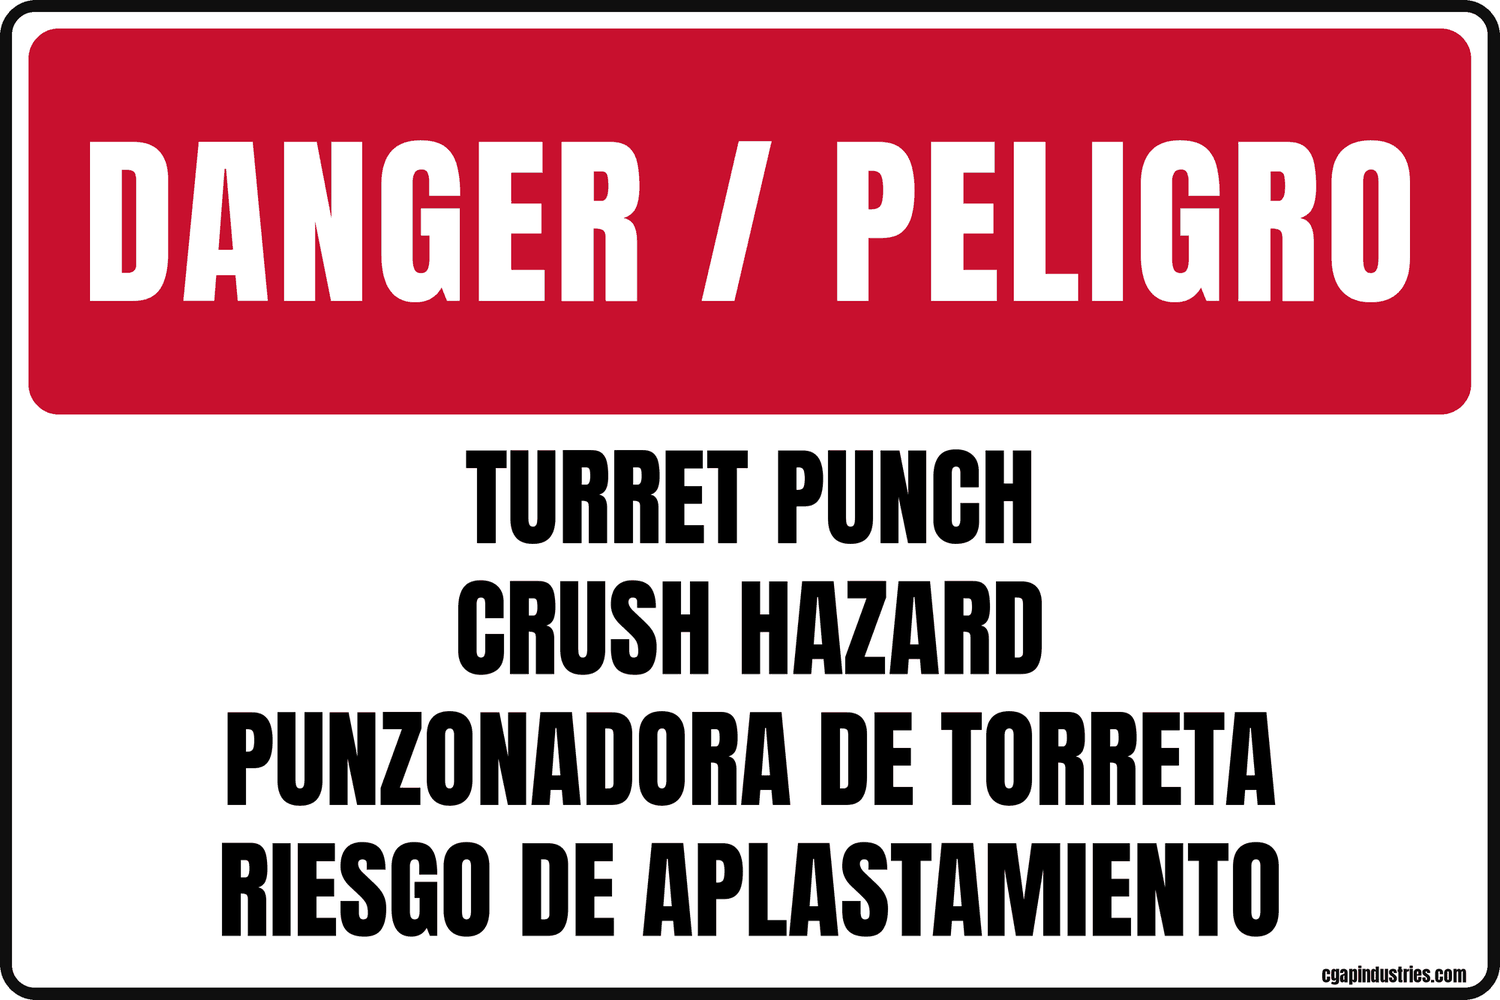 DANGER / PELIGRO
TURRET PUNCH
CRUSH HAZARD
PUNZONADORA DE TORRETA
RIESGO DE APLASTAMIENTO
cgapindustries.com